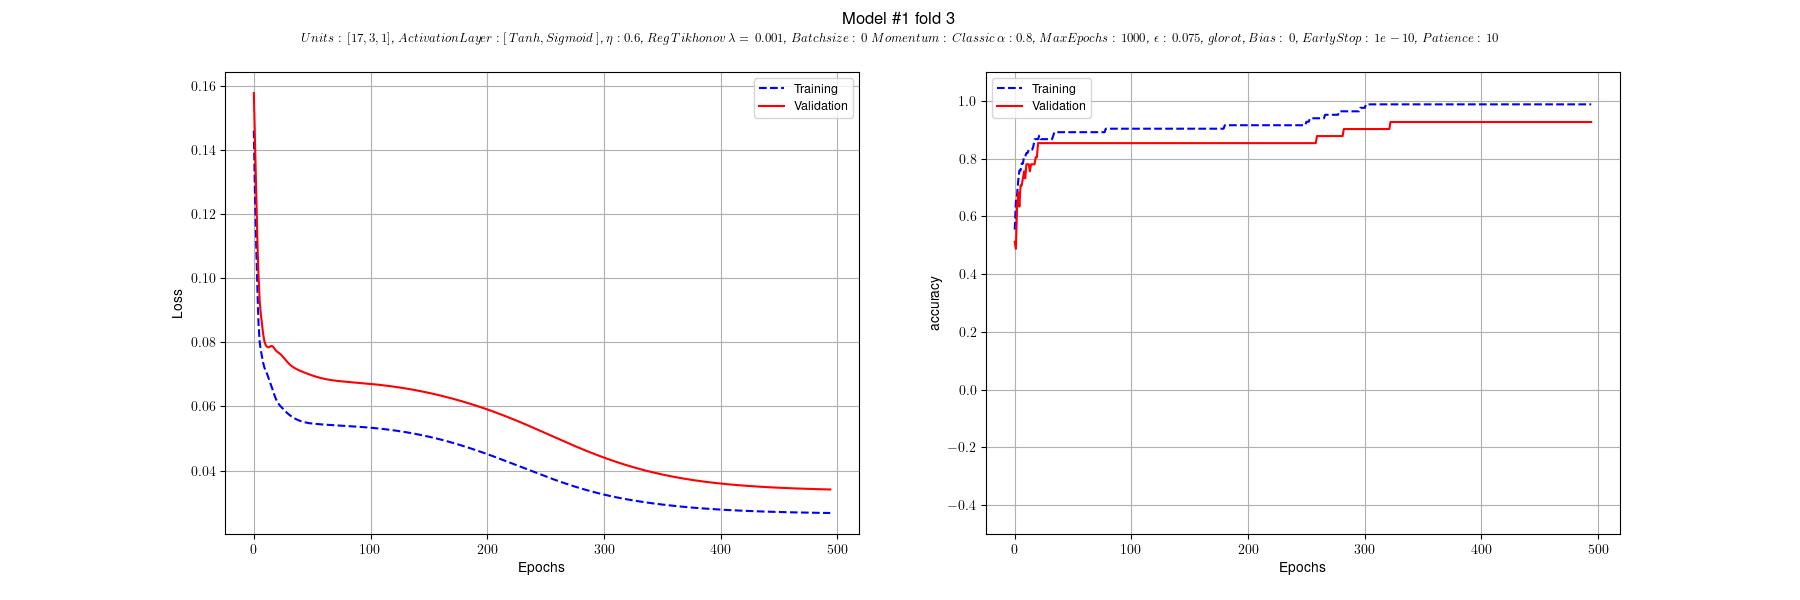 Model #1 fold 3
Units : [17, 3, 1], ActivationLayer : [ Tanh, Sigmoid ], η : 0.6, RegTikhonov λ = 0.001, Batchsize : 0 Momentum : Classic α : 0.8, MaxEpochs : 1000, ϵ : 0.075, glorot, Bias : 0, EarlyStop : 1e − 10, Patience : 10
Training
Validation
0.16
0.14
0.12
0.10
0.08
0.06
0.04
Loss
0 100 200 300 400 500
Epochs
Training
Validation
1.0
0.8
0.6
0.4
0.2
0.0
−0.2
−0.4
accuracy
0 100 200 300 400 500
Epochs